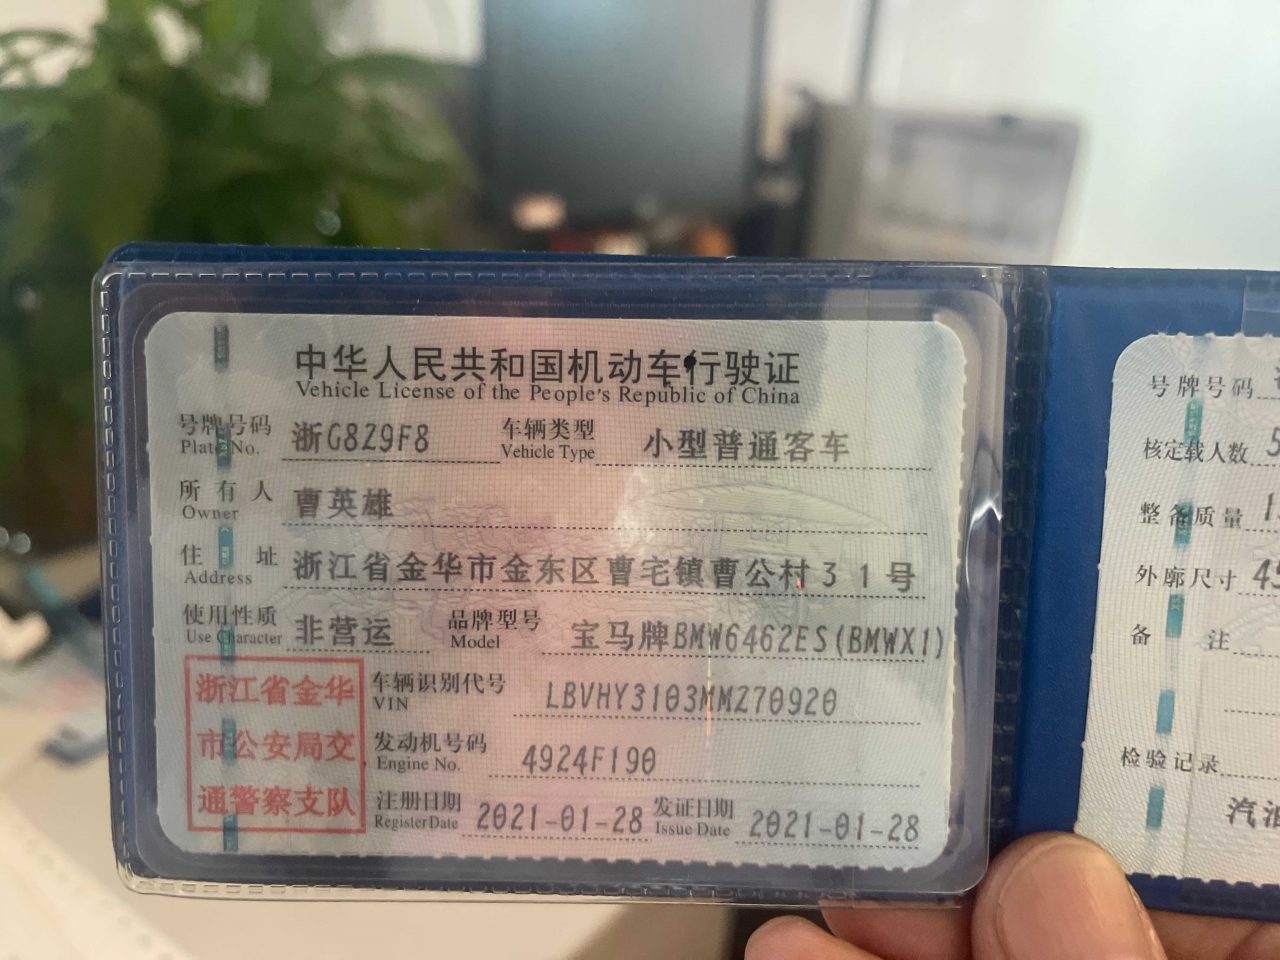 中华人民共和国机动车行驶证
Vehicle License of the People's Republic of China
号牌号码 浙G8Z9F8 车辆类型 小型普通客车
Plate No. Vehicle Type
所有人 曹英雄
Owner
住址 浙江省金华市金东区曹宅镇曹公村31号
Address
使用性质 非营运 品牌型号 宝马牌BMW6462ES(BMWX1)
Use Character Model
浙江省金华
市公安局交
通警察支队
车辆识别代号 LBVHY3103MMZ70920
VIN
发动机号码 4924F190
Engine No.
注册日期 2021-01-28 发证日期 2021-01-28
Register Date Issue Date
号牌号码
核定载人数 5
整备质量
外廓尺寸
备注
检验记录